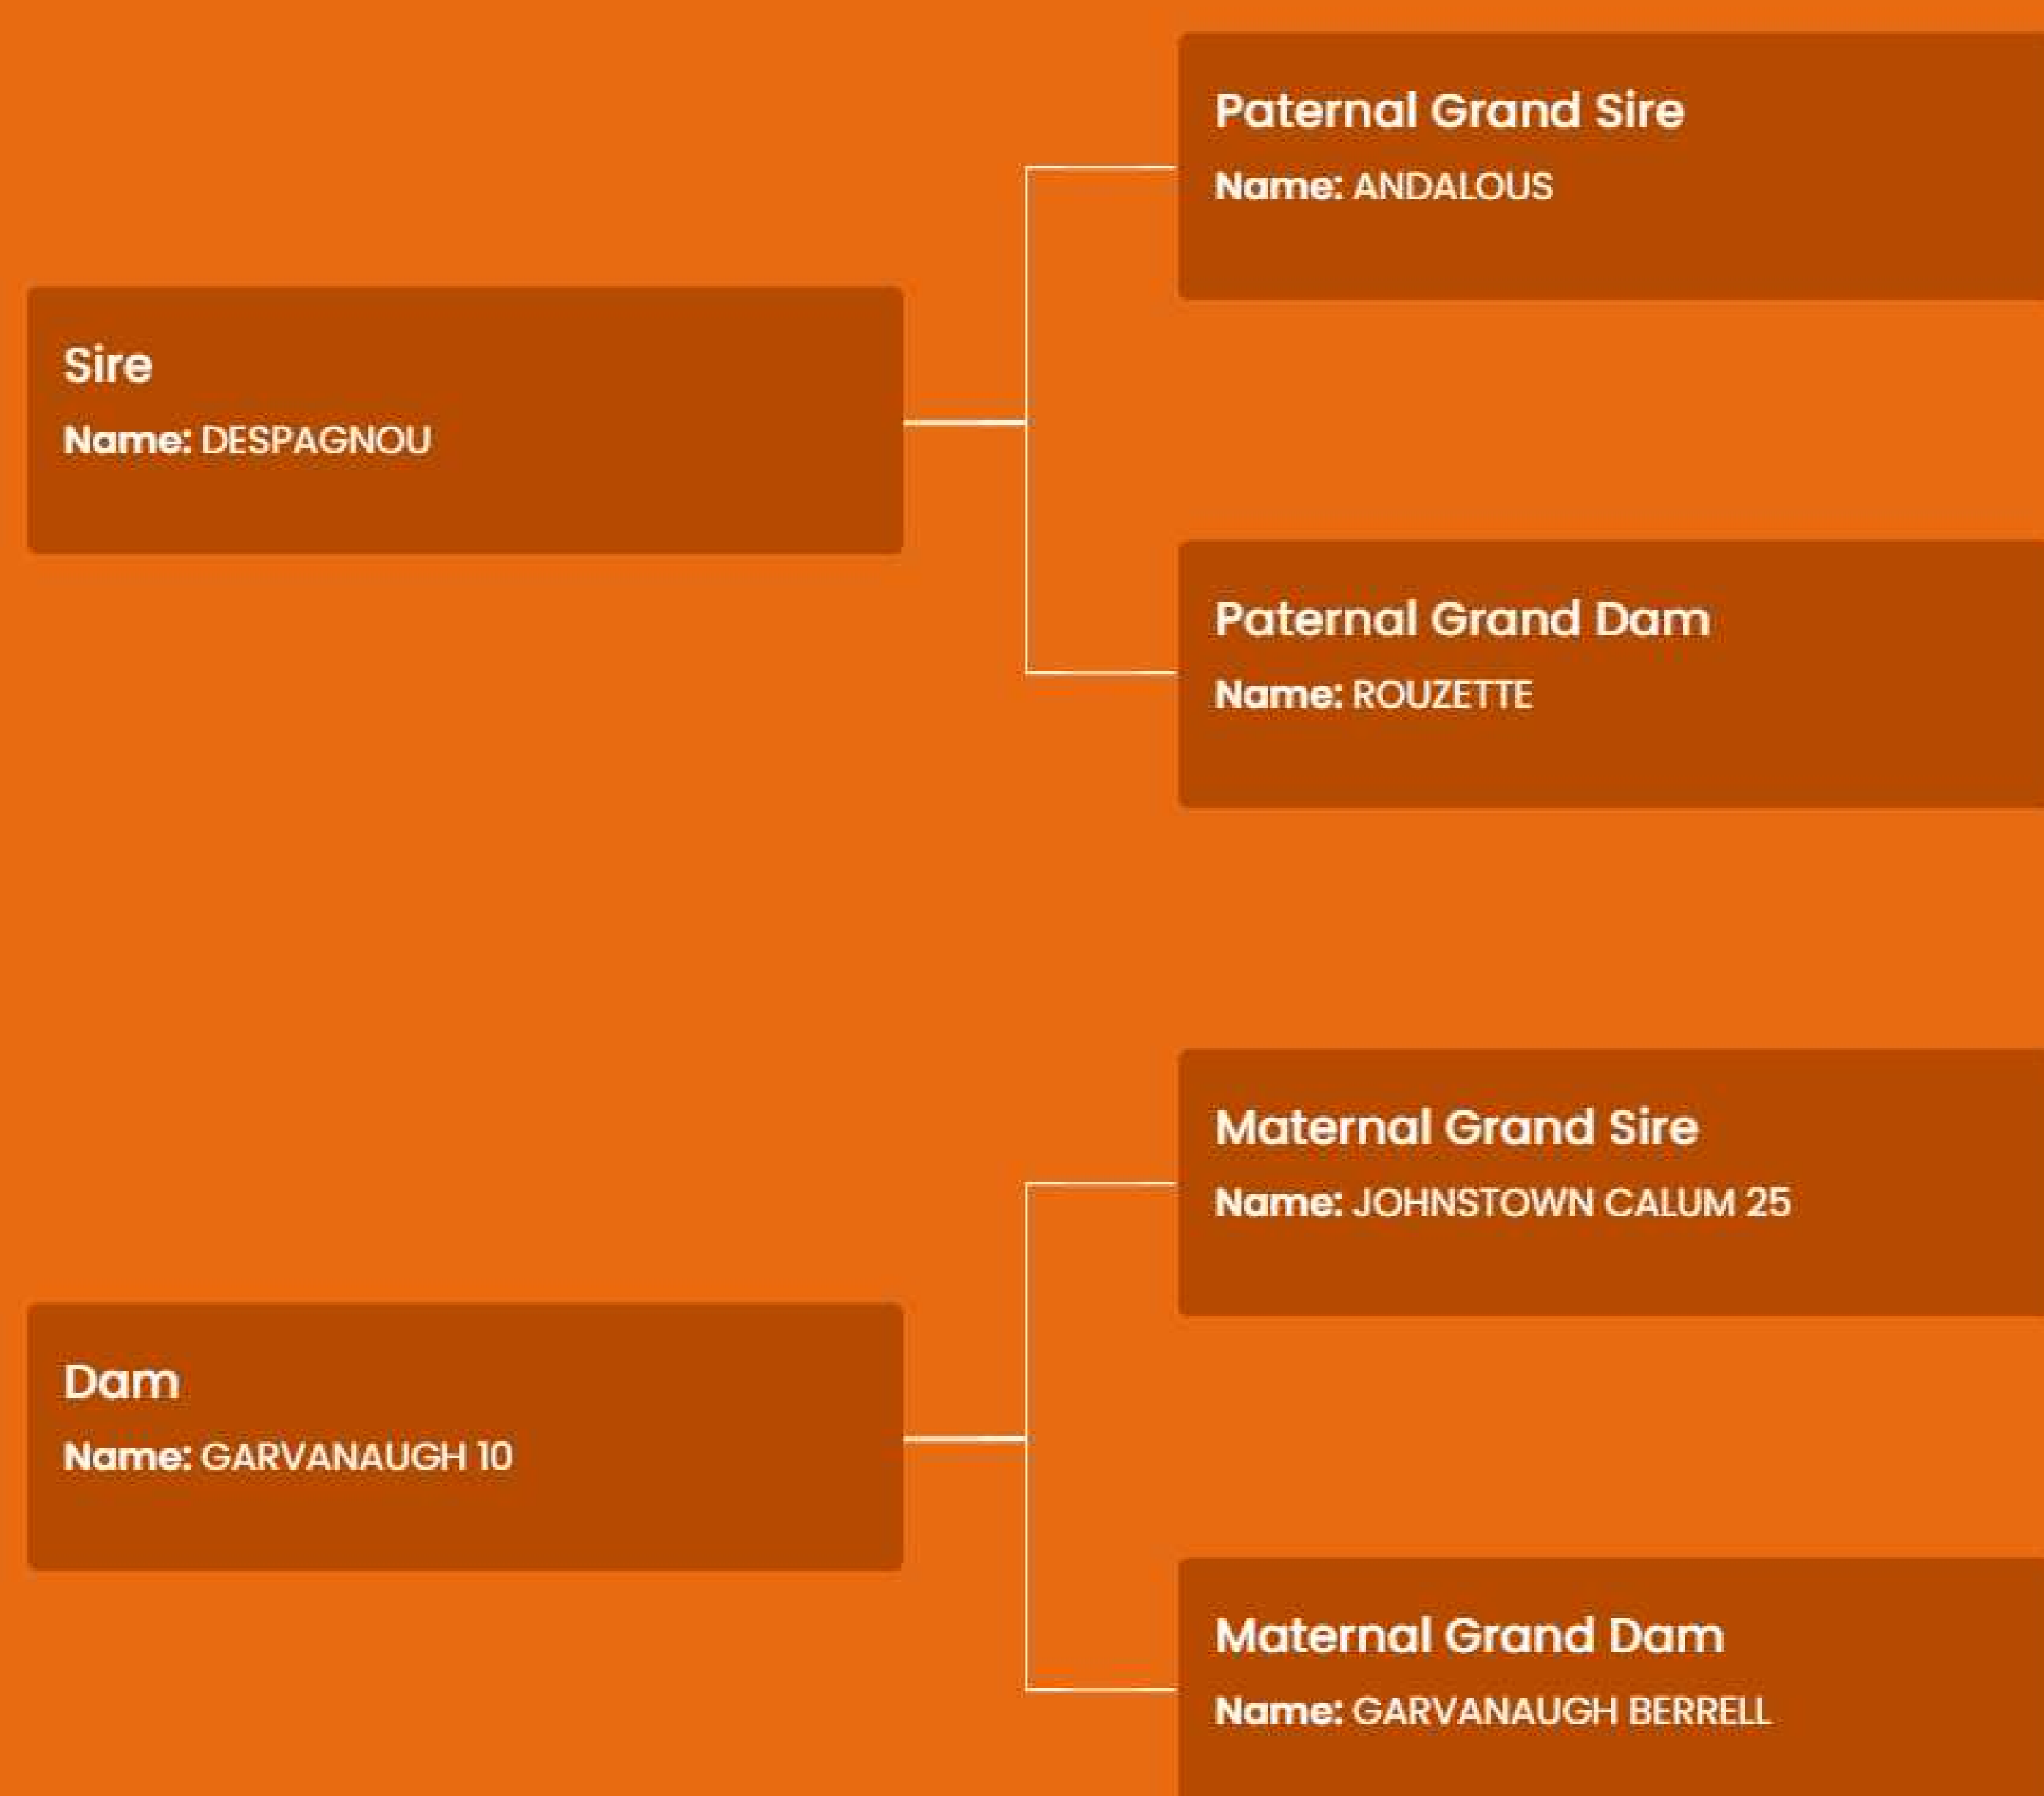 Paternal Grand Sire
Name: ANDALOUS
Sire
Name: DESPAGNOU
Paternal Grand Dam
Name: ROUZETTE
Maternal Grand Sire
Name: JOHNSTOWN CALUM 25
Dam
Name: GARVANAUGH 10
Maternal Grand Dam
Name: GARVANAUGH BERRELL